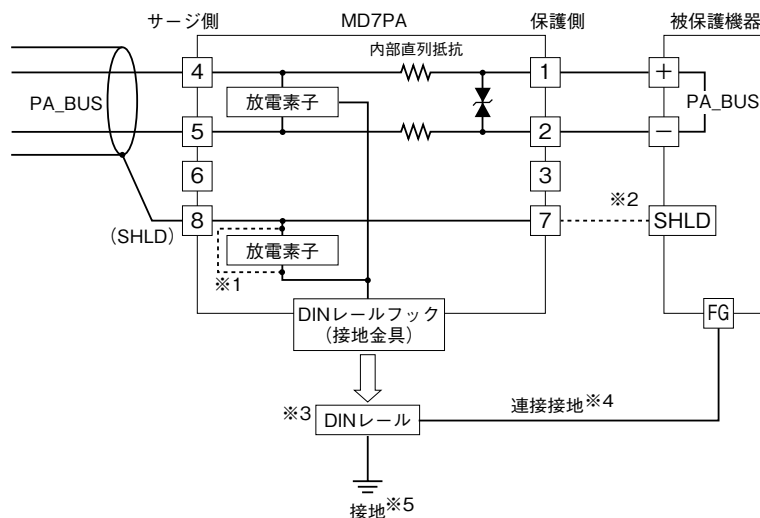 サージ側
MD7PA
保護側
被保護機器
内部直列抵抗
4
1
+
PA_BUS
放電素子
PA_BUS
5
2
−
6
3
※2
(SHLD)
8
7
SHLD
放電素子
※1
DINレールフック
(接地金具)
FG
※3
DINレール
連接接地※4
接地※5